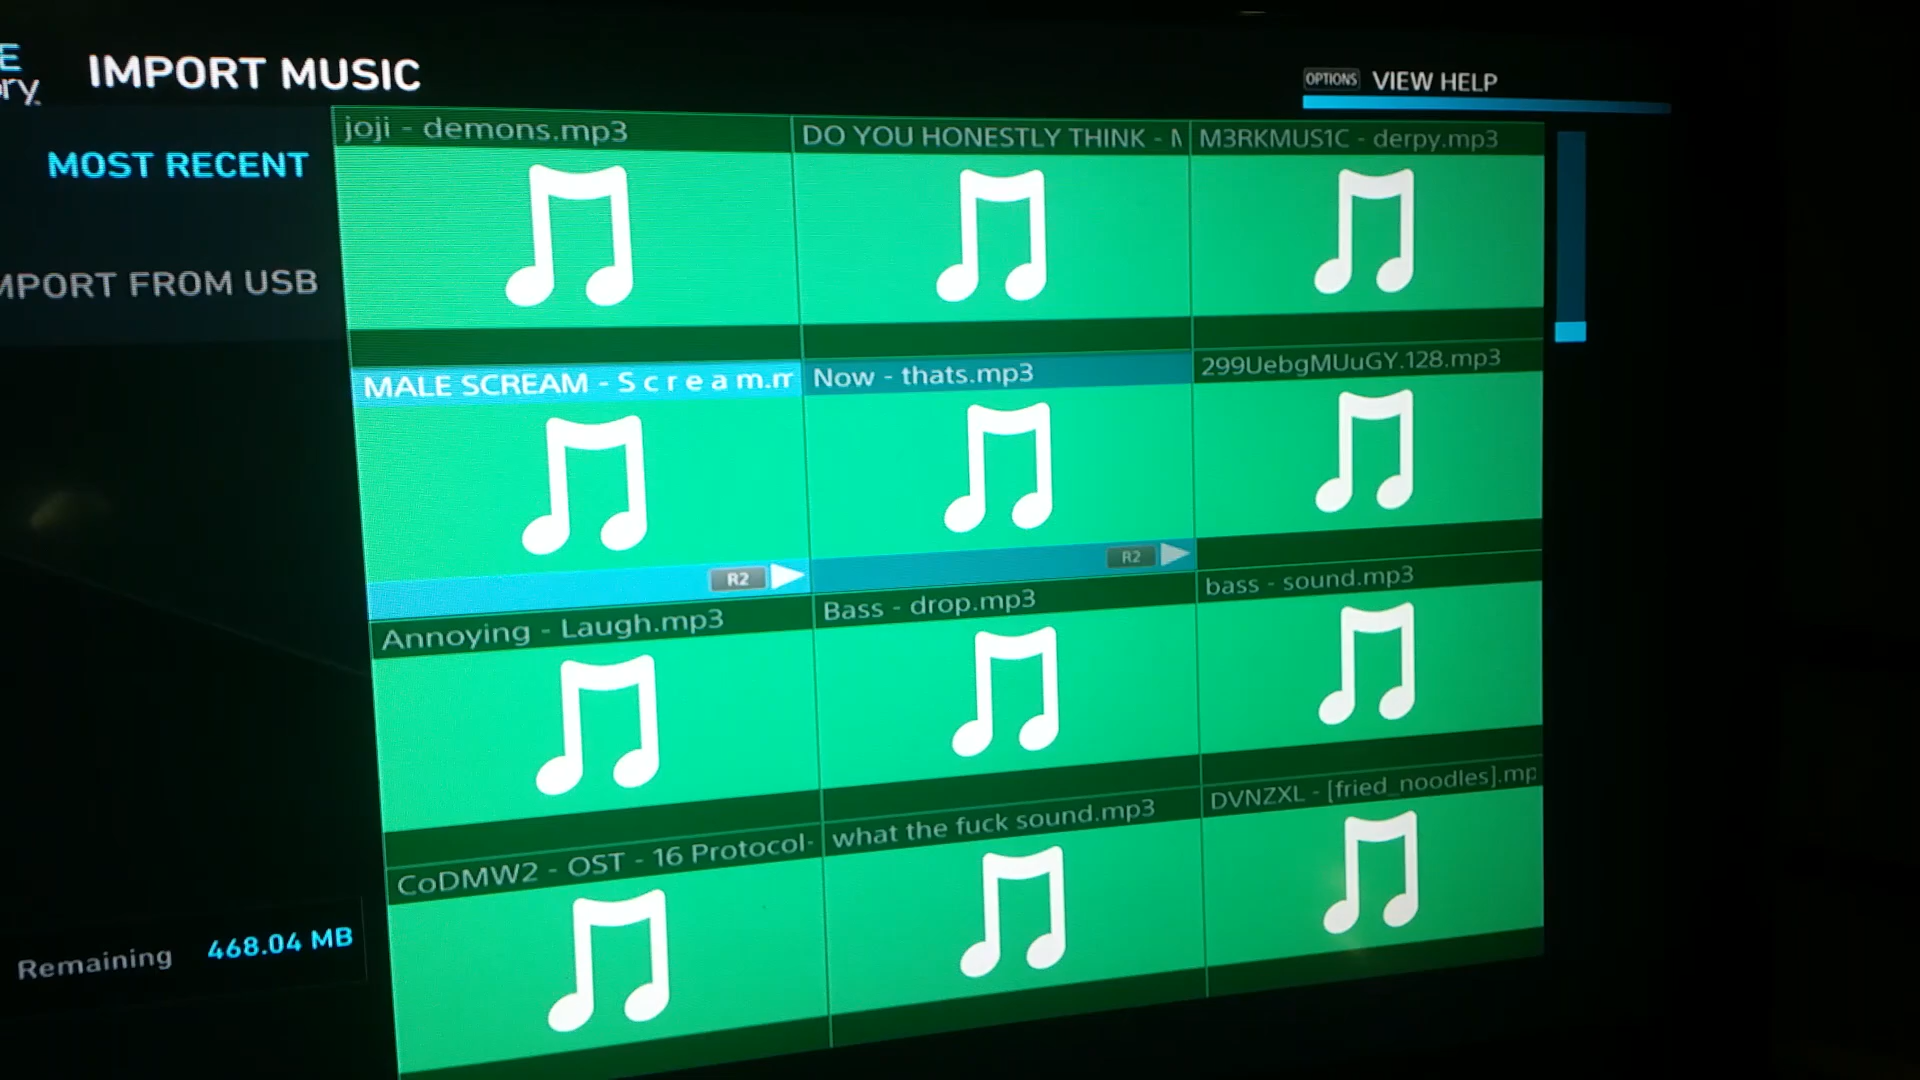 E
ry.
IMPORT MUSIC
OPTIONS VIEW HELP
MOST RECENT
MPORT FROM USB
joji - demons.mp3
DO YOU HONESTLY THINK -
M3RKMUS1C - derpy.mp3
MALE SCREAM - S c r e a m.m
Now - thats.mp3
299UebgMUuGY.128.mp3
R2
R2
Annoying - Laugh.mp3
Bass - drop.mp3
bass - sound.mp3
CoDMW2 - OST - 16 Protocol-
what the fuck sound.mp3
DVNZXL - [fried_noodles].mp
Remaining 468.04 MB